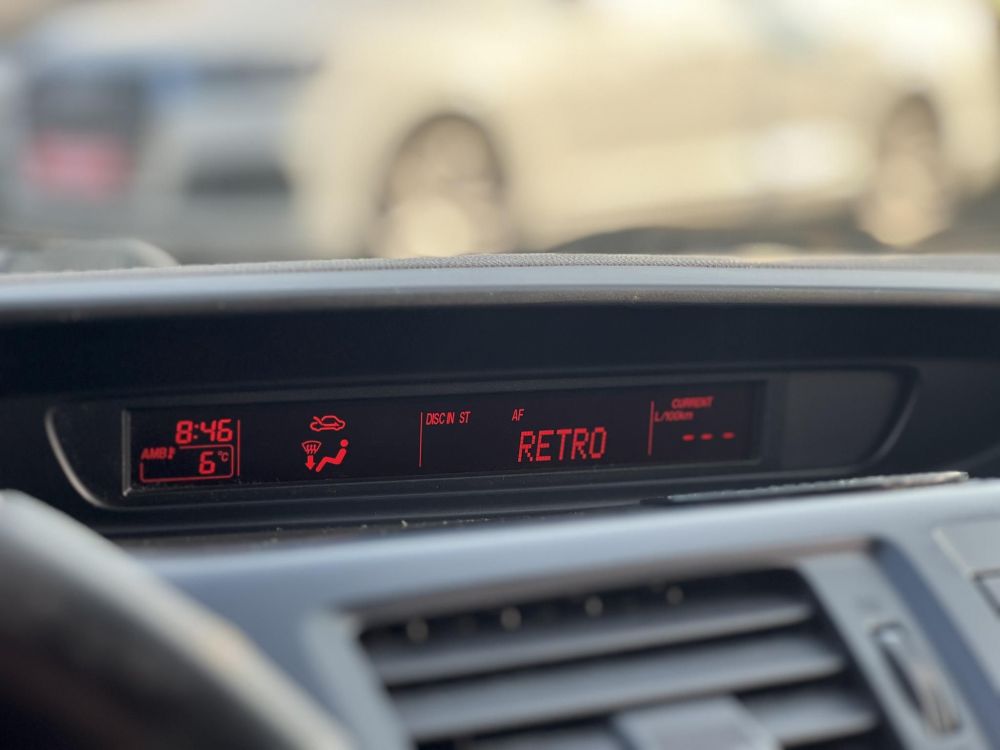 8:46
AMB 6°C
DISC IN ST AF
RETRO
CURRENT
L/100km
---